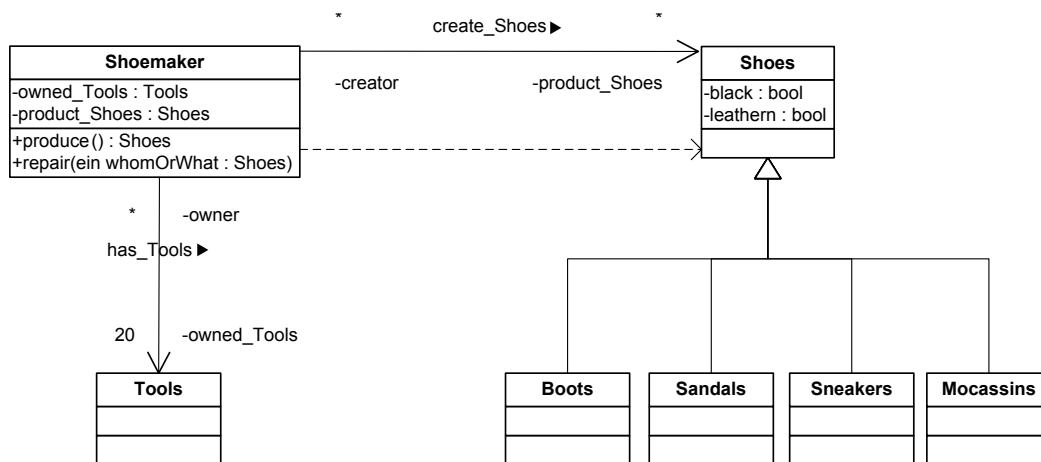 * create_Shoes ▶ *
Shoemaker
-owned_Tools : Tools
-product_Shoes : Shoes
+produce() : Shoes
+repair(ein whomOrWhat : Shoes)
-creator -product_Shoes
Shoes
-black : bool
-leathern : bool
* -owner
has_Tools ▶
20 -owned_Tools
Tools
Boots
Sandals
Sneakers
Mocassins